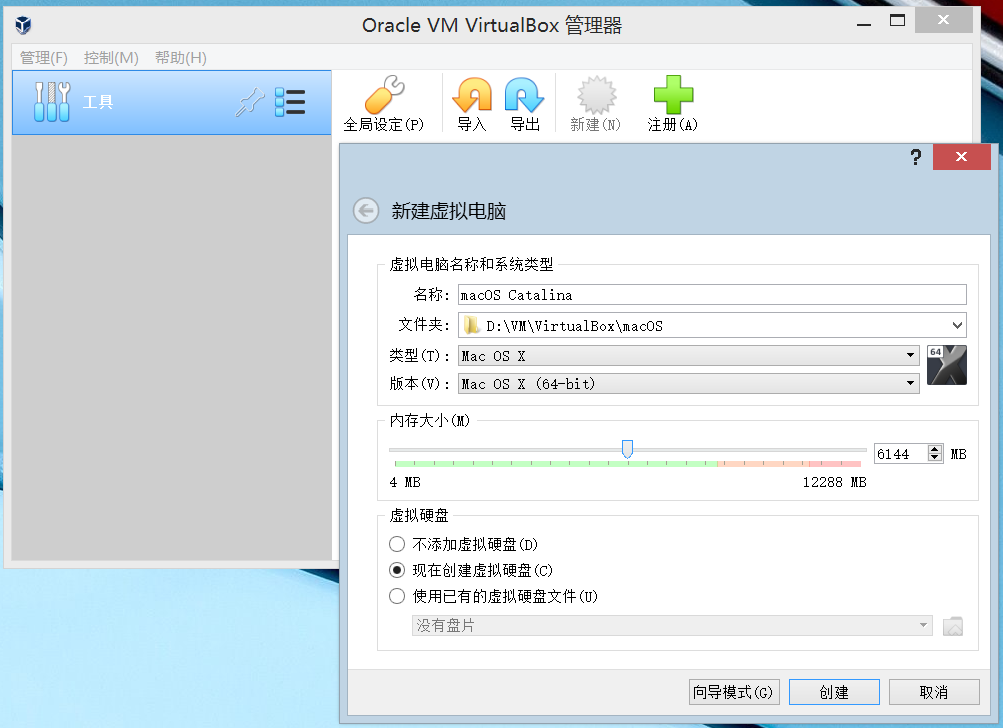 Oracle VM VirtualBox 管理器
管理(F) 控制(M) 帮助(H)
工具
全局设定(P) 导入 导出 新建(N) 注册(A)
?
新建虚拟电脑
虚拟电脑名称和系统类型
名称: macOS Catalina
文件夹: D:\VM\VirtualBox\macOS
类型(T): Mac OS X
64
版本(V): Mac OS X (64-bit)
内存大小(M)
6144 MB
4 MB 12288 MB
虚拟硬盘
不添加虚拟硬盘(D)
现在创建虚拟硬盘(C)
使用已有的虚拟硬盘文件(U)
没有盘片
向导模式(G) 创建 取消